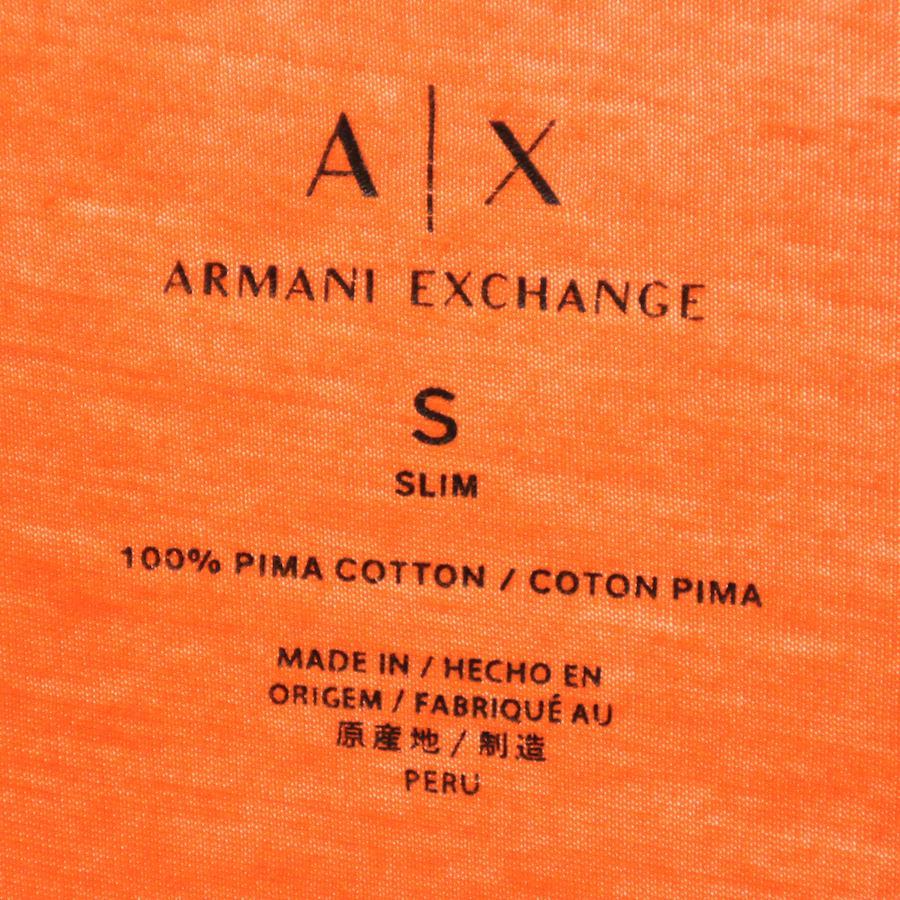 A|X
ARMANI EXCHANGE
S
SLIM
100% PIMA COTTON / COTON PIMA
MADE IN / HECHO EN
ORIGEM / FABRIQUÉ AU
原産地 / 制造
PERU